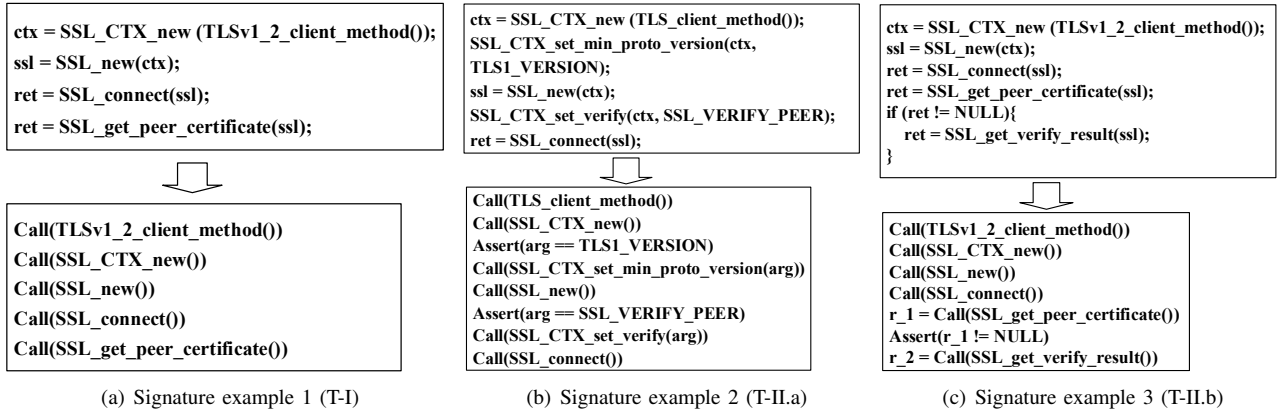 ctx = SSL_CTX_new (TLSv1_2_client_method());
ssl = SSL_new(ctx);
ret = SSL_connect(ssl);
ret = SSL_get_peer_certificate(ssl);
Call(TLSv1_2_client_method())
Call(SSL_CTX_new())
Call(SSL_new())
Call(SSL_connect())
Call(SSL_get_peer_certificate())
(a) Signature example 1 (T-I)
ctx = SSL_CTX_new (TLS_client_method());
SSL_CTX_set_min_proto_version(ctx,
TLS1_VERSION);
ssl = SSL_new(ctx);
SSL_CTX_set_verify(ctx, SSL_VERIFY_PEER);
ret = SSL_connect(ssl);
Call(TLS_client_method())
Call(SSL_CTX_new())
Assert(arg == TLS1_VERSION)
Call(SSL_CTX_set_min_proto_version(arg))
Call(SSL_new())
Assert(arg == SSL_VERIFY_PEER)
Call(SSL_CTX_set_verify(arg))
Call(SSL_connect())
(b) Signature example 2 (T-II.a)
ctx = SSL_CTX_new (TLSv1_2_client_method());
ssl = SSL_new(ctx);
ret = SSL_connect(ssl);
ret = SSL_get_peer_certificate(ssl);
if (ret != NULL){
ret = SSL_get_verify_result(ssl);
}
Call(TLSv1_2_client_method())
Call(SSL_CTX_new())
Call(SSL_new())
Call(SSL_connect())
r_1 = Call(SSL_get_peer_certificate())
Assert(r_1 != NULL)
r_2 = Call(SSL_get_verify_result())
(c) Signature example 3 (T-II.b)